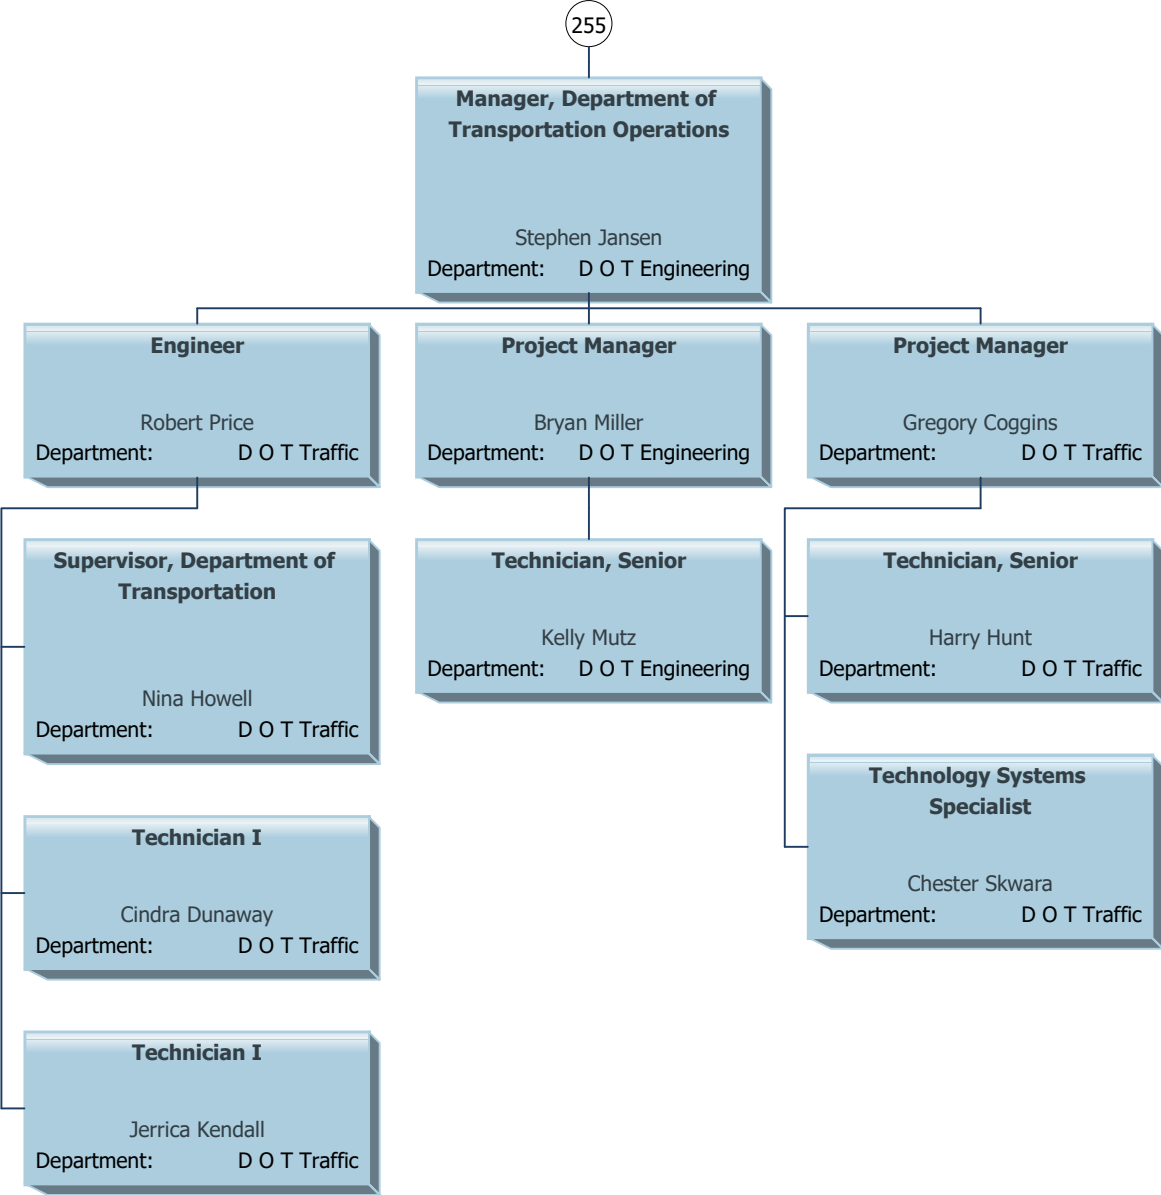 255
Manager, Department of
Transportation Operations
Stephen Jansen
Department: D O T Engineering
Engineer
Robert Price
Department: D O T Traffic
Project Manager
Bryan Miller
Department: D O T Engineering
Project Manager
Gregory Coggins
Department: D O T Traffic
Supervisor, Department of
Transportation
Nina Howell
Department: D O T Traffic
Technician, Senior
Kelly Mutz
Department: D O T Engineering
Technician, Senior
Harry Hunt
Department: D O T Traffic
Technology Systems
Specialist
Chester Skwara
Department: D O T Traffic
Technician I
Cindra Dunaway
Department: D O T Traffic
Technician I
Jerrica Kendall
Department: D O T Traffic